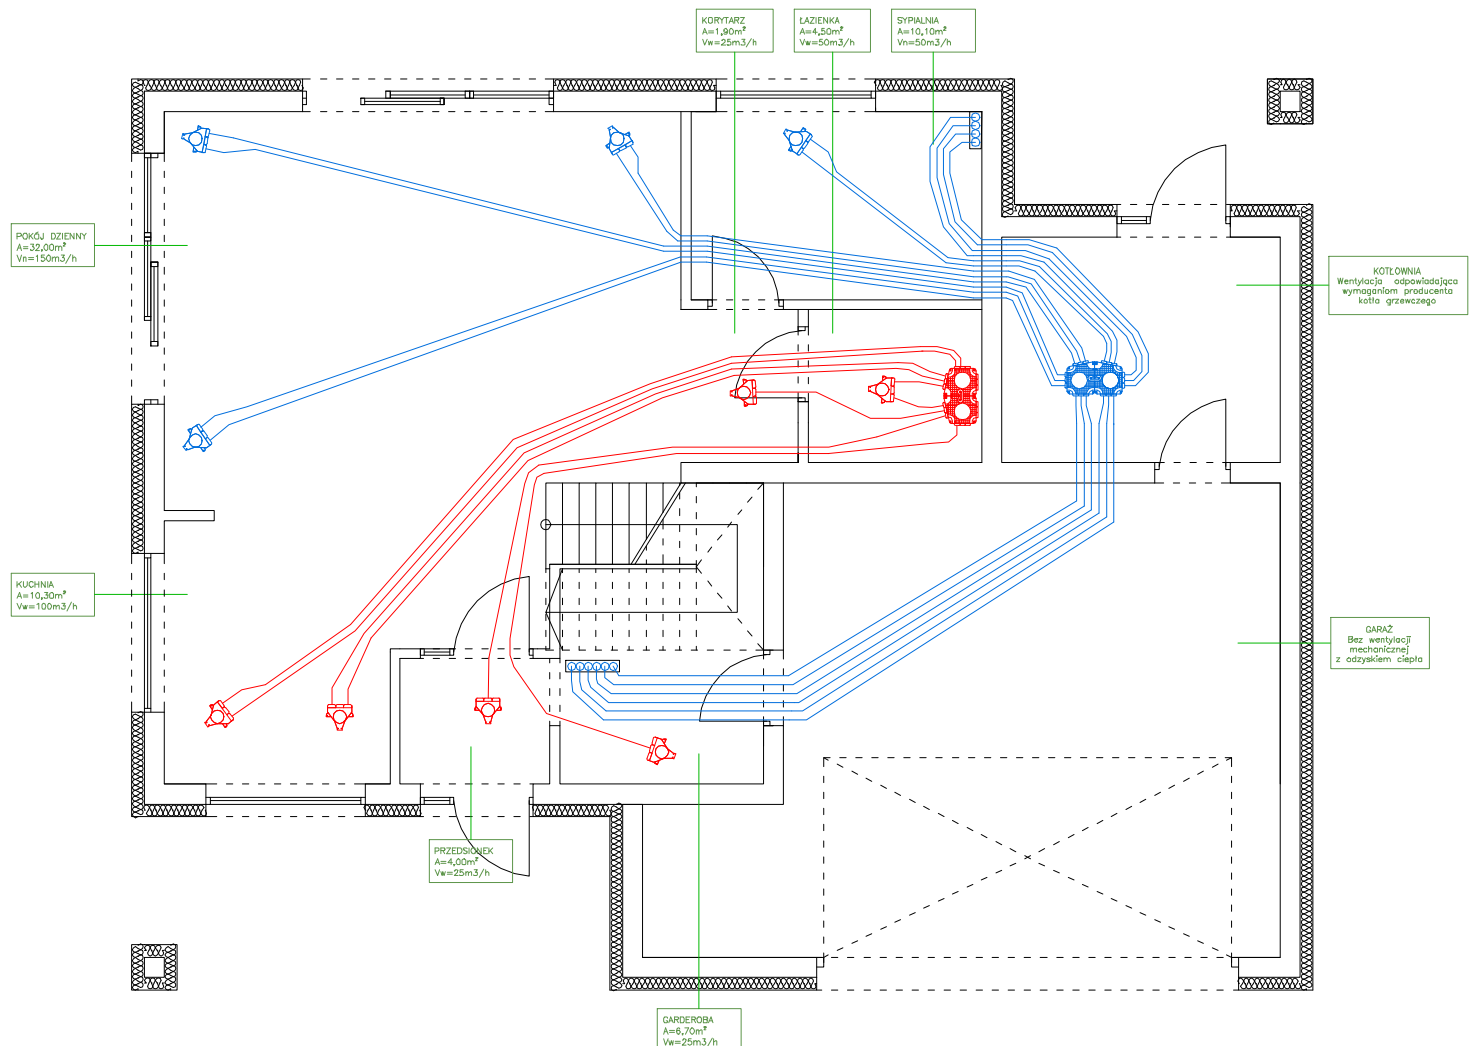 KORYTARZ
A=1,90m²
Vw=25m3/h
ŁAZIENKA
A=4,50m²
Vw=50m3/h
SYPIALNIA
A=10,10m²
Vn=50m3/h
POKÓJ DZIENNY
A=32,00m²
Vn=150m3/h
KOTŁOWNIA
Wentylacja odpowiadająca
wymaganiom producenta
kotła grzewczego
KUCHNIA
A=10,30m²
Vw=100m3/h
GARAŻ
Bez wentylacji
mechanicznej
z odzyskiem ciepła
PRZEDSIONEK
A=4,00m²
Vw=25m3/h
GARDEROBA
A=6,70m²
Vw=25m3/h